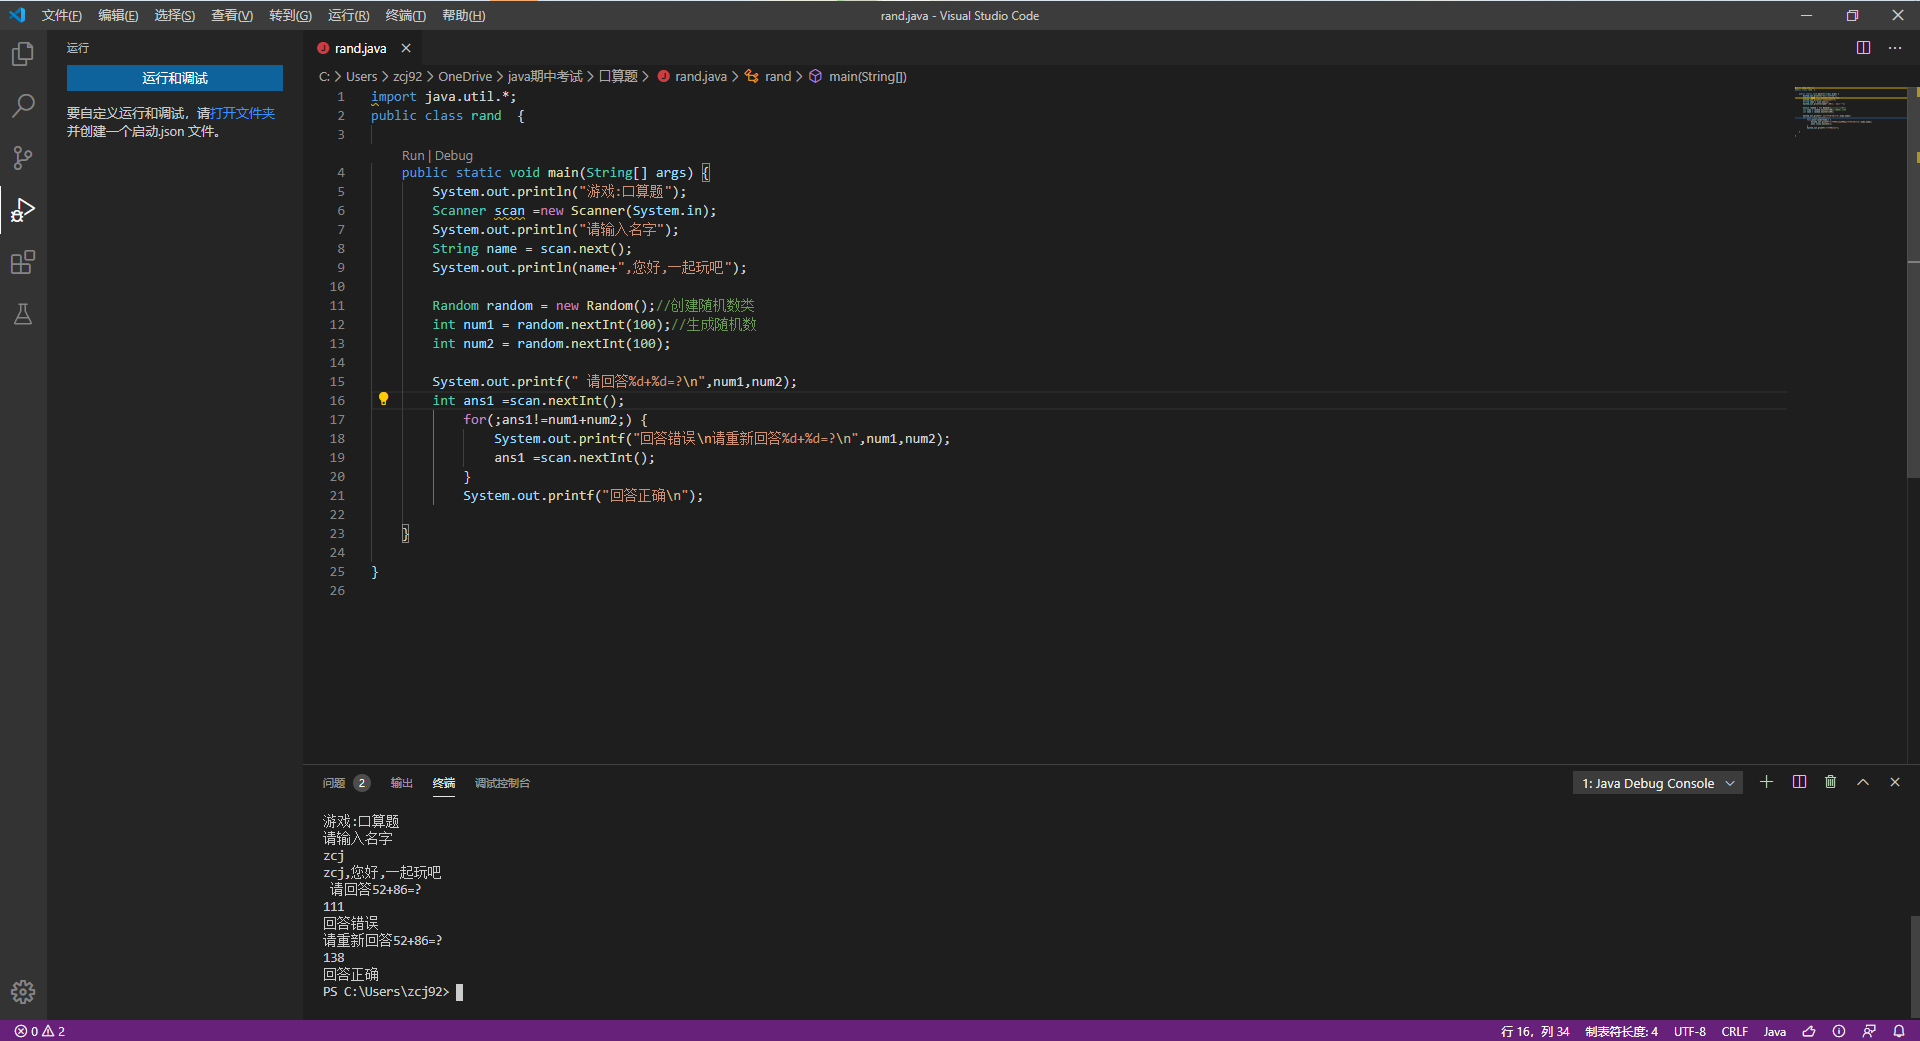 文件(F) 编辑(E) 选择(S) 查看(V) 转到(G) 运行(R) 终端(T) 帮助(H)
rand.java - Visual Studio Code
运行
运行和调试
要自定义运行和调试，请打开文件夹
并创建一个启动.json 文件。
rand.java
C: > Users > zcj92 > OneDrive > java期中考试 > 口算题 > rand.java > rand > main(String[])
1 import java.util.*;
2 public class rand  {
3
Run | Debug
4     public static void main(String[] args) {
5         System.out.println("游戏:口算题");
6         Scanner scan =new Scanner(System.in);
7         System.out.println("请输入名字");
8         String name = scan.next();
9         System.out.println(name+",您好,一起玩吧");
10
11         Random random = new Random();//创建随机数类
12         int num1 = random.nextInt(100);//生成随机数
13         int num2 = random.nextInt(100);
14
15         System.out.printf(" 请回答%d+%d=?\n",num1,num2);
16         int ans1 =scan.nextInt();
17             for(;ans1!=num1+num2;) {
18                 System.out.printf("回答错误\n请重新回答%d+%d=?\n",num1,num2);
19                 ans1 =scan.nextInt();
20             }
21             System.out.printf("回答正确\n");
22
23     }
24
25 }
26
问题 2 输出 终端 调试控制台
1: Java Debug Console
游戏:口算题
请输入名字
zcj
zcj,您好,一起玩吧
 请回答52+86=?
111
回答错误
请重新回答52+86=?
138
回答正确
PS C:\Users\zcj92>
0 2
行 16，列 34 制表符长度: 4 UTF-8 CRLF Java